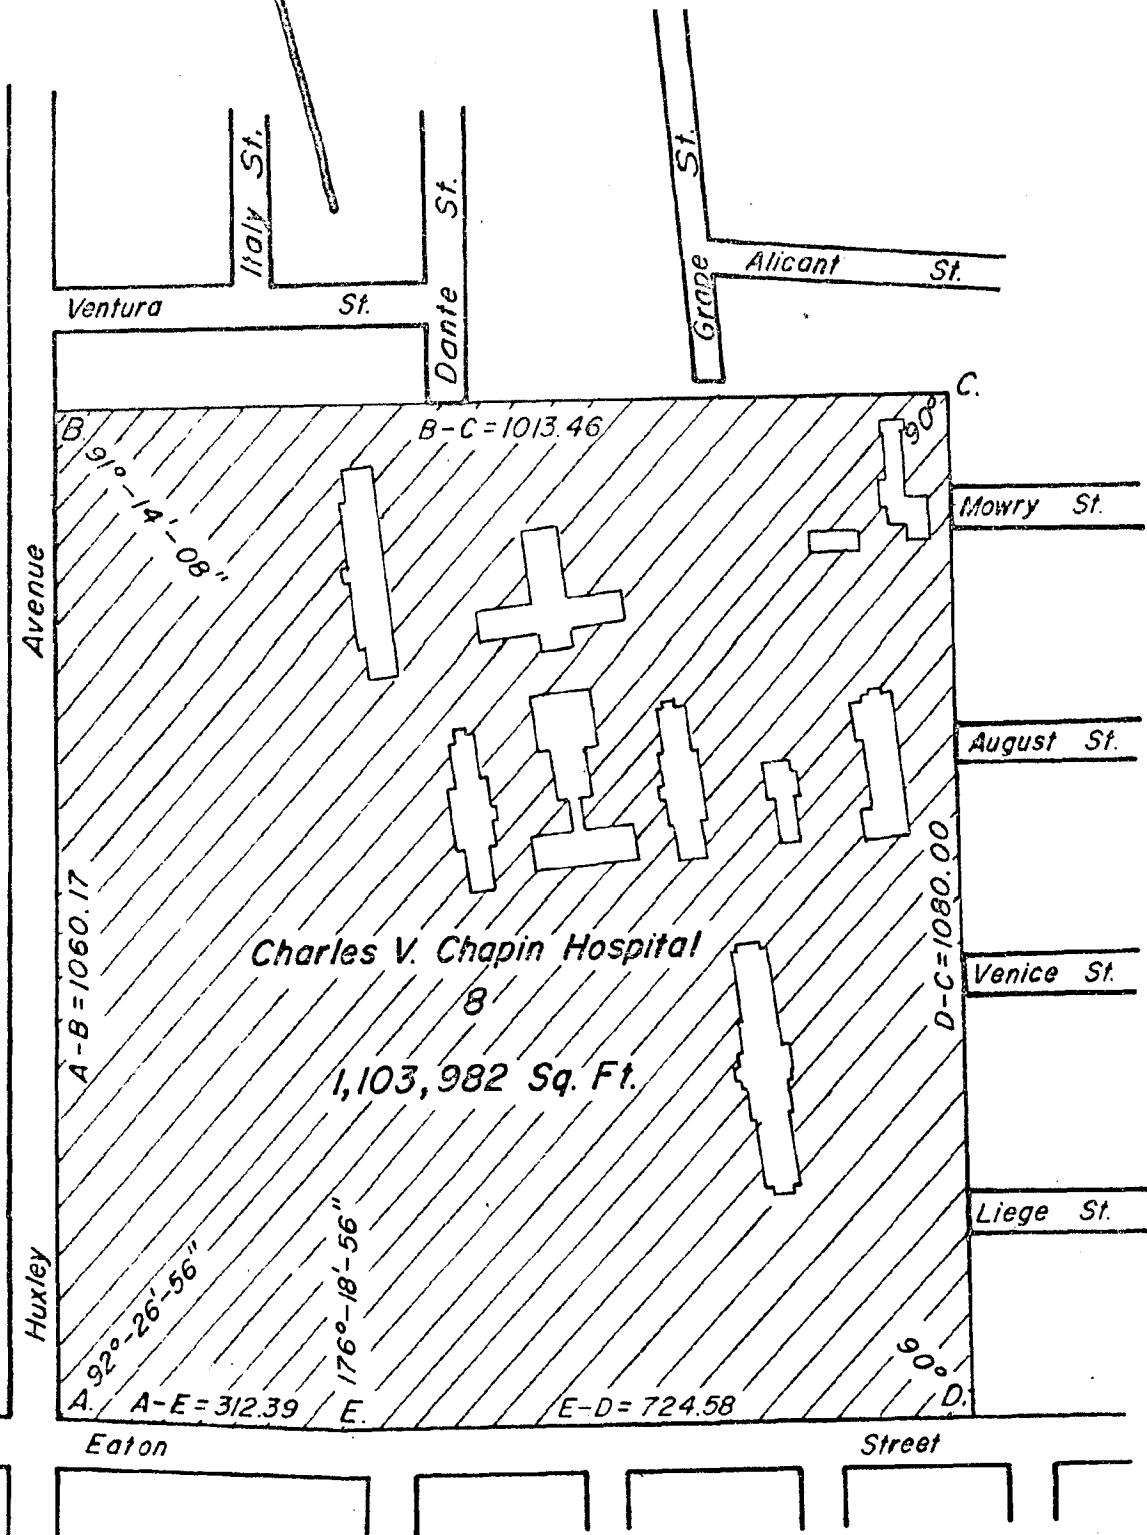 Italy St.
Dante St.
Grape St.
Alicant St.
Ventura St.
C.
B.
B-C=1013.46
90°
91°-14'-08"
Mowry St.
August St.
Venice St.
Liege St.
Huxley Avenue
A-B=1060.17
D-C=1080.00
Charles V. Chapin Hospital
8
1,103,982 Sq. Ft.
92°-26'-56"
176°-18'-56"
90°
A.
A-E=312.39
E.
E-D=724.58
D.
Eaton Street